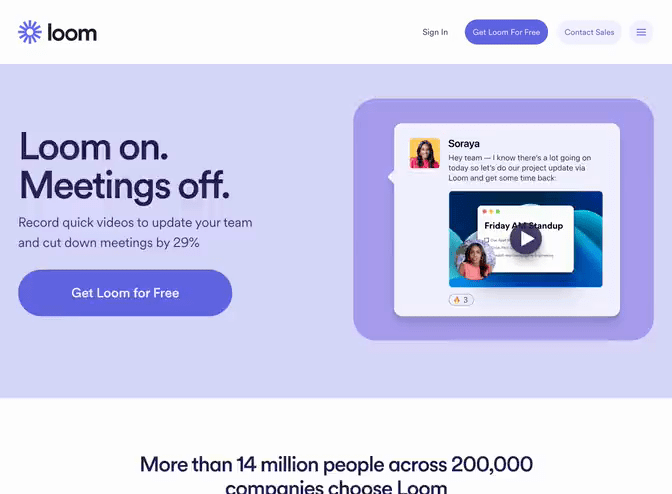 loom
Sign In
Get Loom For Free
Contact Sales
Loom on.
Meetings off.
Record quick videos to update your team
and cut down meetings by 29%
Get Loom for Free
Soraya
Hey team — I know there's a lot going on
today so let's do our project update via
Loom and get some time back:
Friday AM Standup
🔥 3
More than 14 million people across 200,000
companies choose Loom